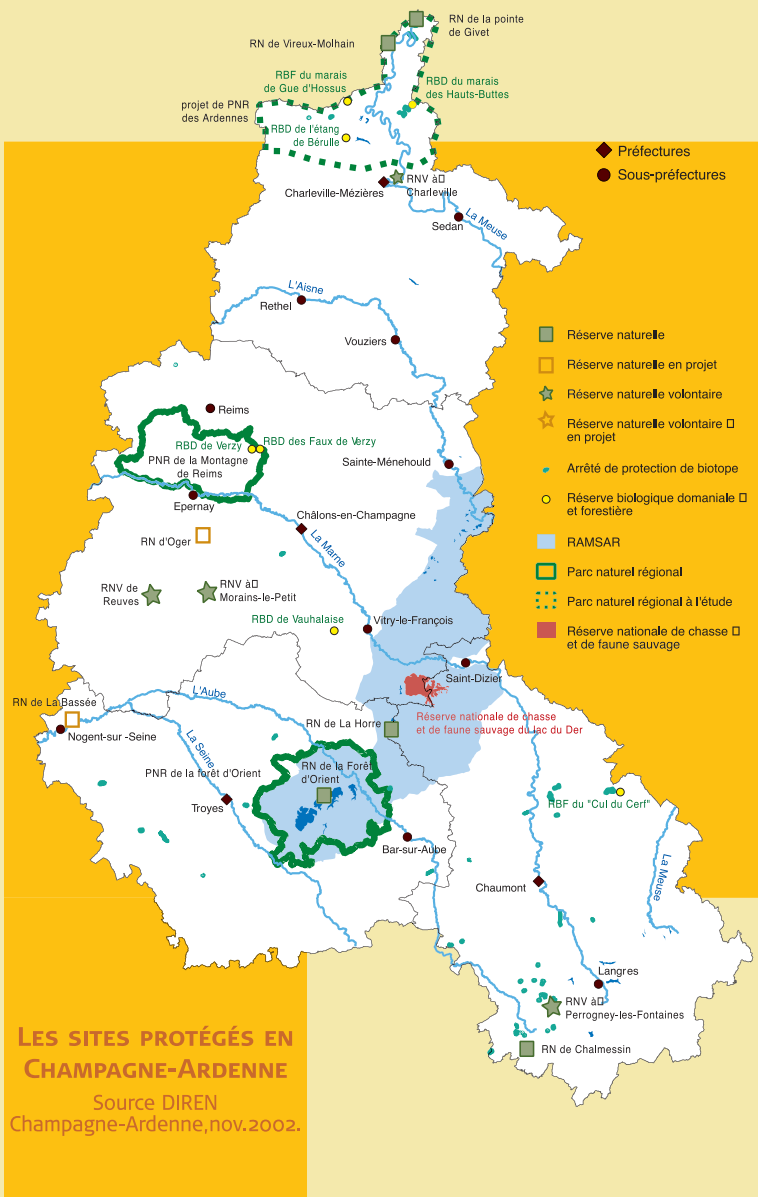 RN de la pointe
de Givet
RN de Vireux-Molhain
RBF du marais
de Gue d'Hossus
RBD du marais
des Hauts-Buttes
projet de PNR
des Ardennes
RBD de l'étang
de Bérulle
Préfectures
Sous-préfectures
RNV à
Charleville
Charleville-Mézières
Sedan
La Meuse
L'Aisne
Rethel
Vouziers
Réserve naturelle
Réserve naturelle en projet
Réserve naturelle volontaire
Réserve naturelle volontaire
en projet
Arrêté de protection de biotope
Réserve biologique domaniale
et forestière
RAMSAR
Parc naturel régional
Parc naturel régional à l'étude
Réserve nationale de chasse
et de faune sauvage
Reims
RBD de Verzy
RBD des Faux de Verzy
PNR de la Montagne
de Reims
Sainte-Ménehould
Epernay
Châlons-en-Champagne
RN d'Oger
La Marne
RNV de
Reuves
RNV à
Morains-le-Petit
RBD de Vauhalaise
Vitry-le-François
Saint-Dizier
L'Aube
RN de La Bassée
Nogent-sur -Seine
La Seine
RN de La Horre
Réserve nationale de chasse
et de faune sauvage du lac du Der
PNR de la forêt d'Orient
RN de la Forêt
d'Orient
Troyes
RBF du "Cul du Cerf"
Bar-sur-Aube
La Meuse
Chaumont
Langres
RNV à
Perrogney-les-Fontaines
RN de Chalmessin
LES SITES PROTÉGÉS EN
CHAMPAGNE-ARDENNE
Source DIREN
Champagne-Ardenne,nov.2002.